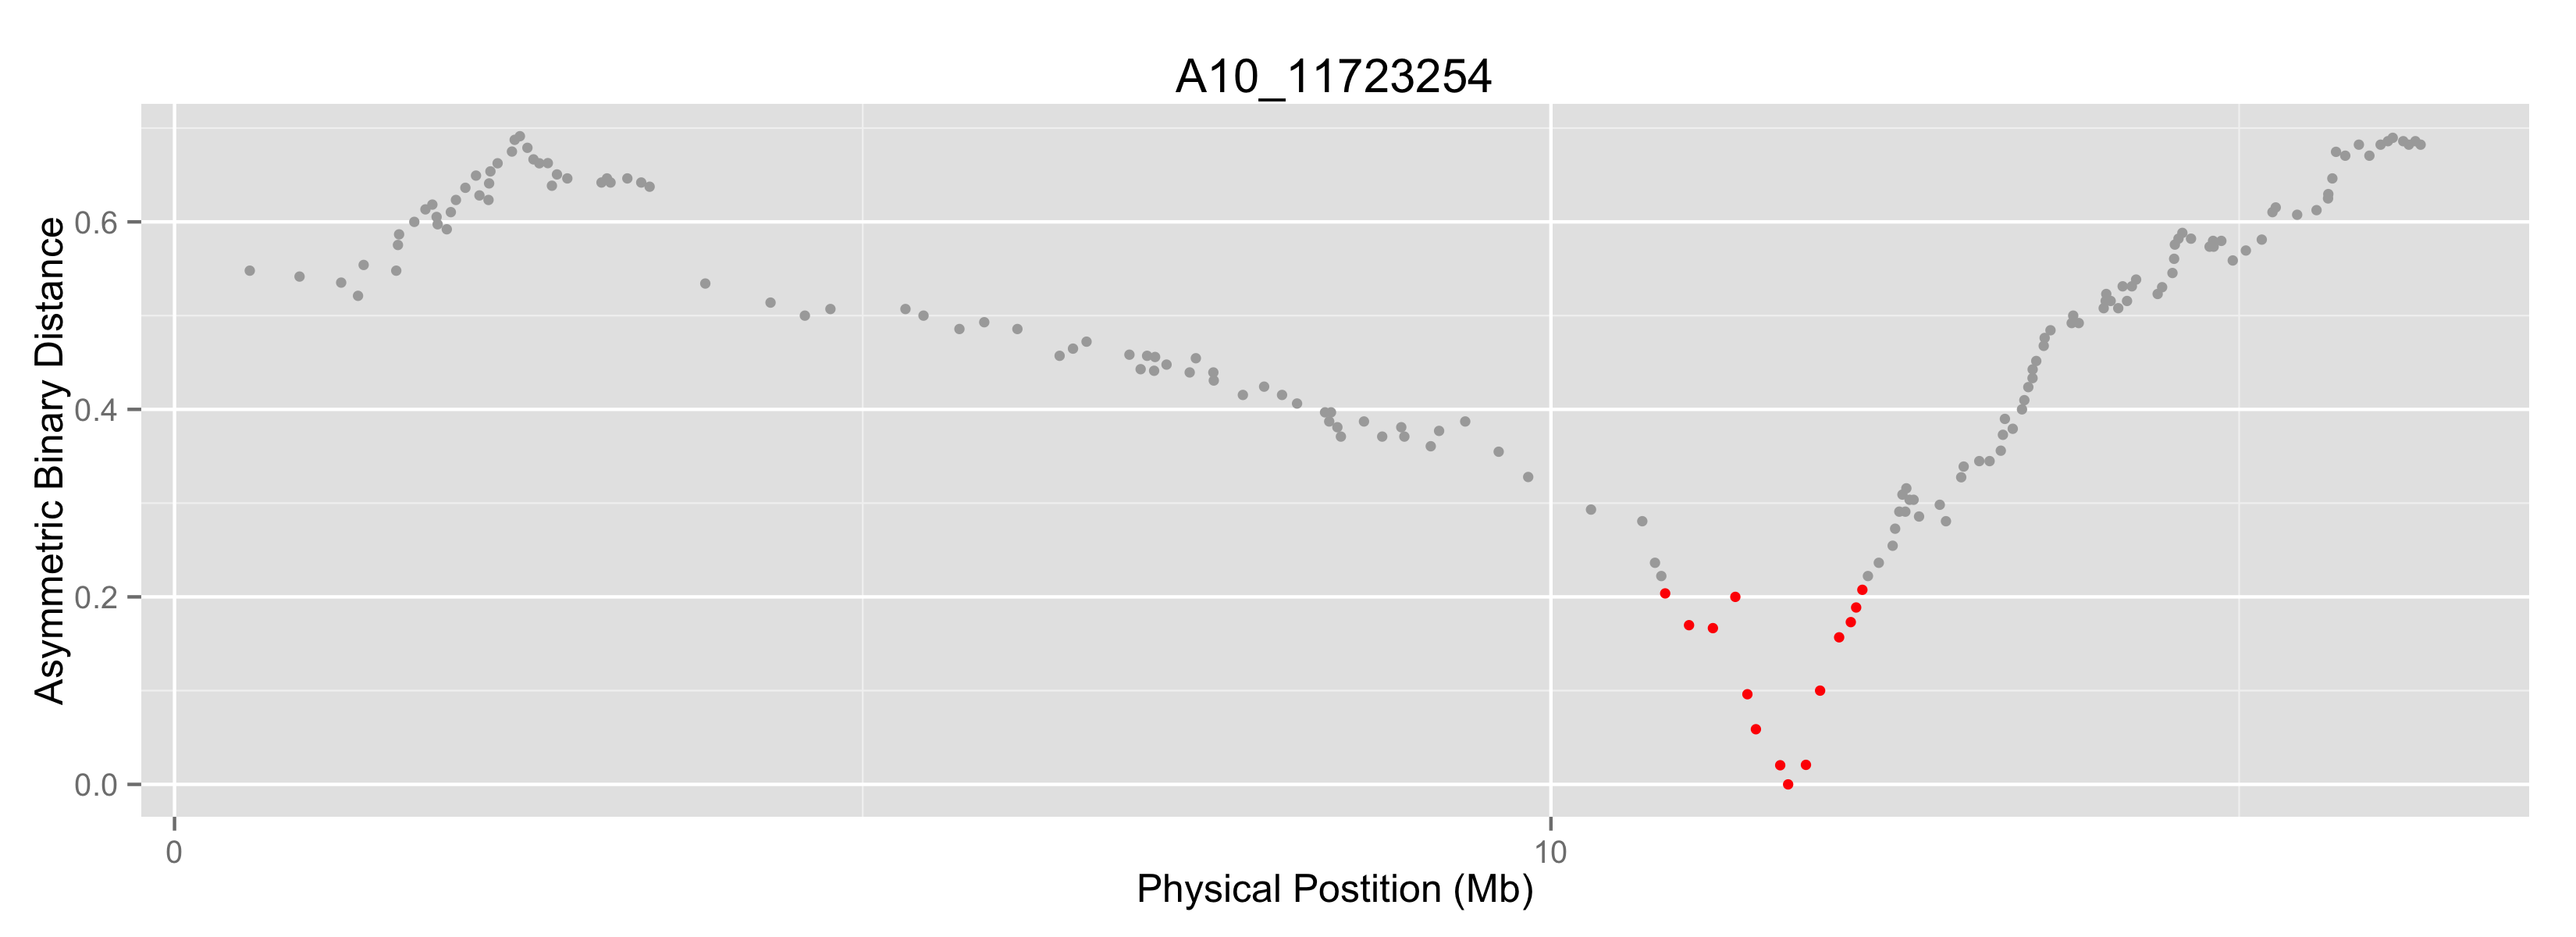 A10_11723254
Asymmetric Binary Distance
0.6
0.4
0.2
0.0
0
10
Physical Postition (Mb)